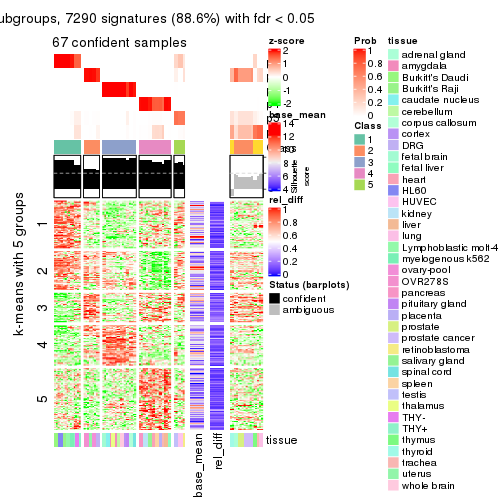 ubgroups, 7290 signatures (88.6%) with fdr < 0.05
67 confident samples
z-score
2
1
0
-1
-2
base_mean
14
12
10
8
6
4
Silhouette
score
rel_diff
1
0.8
0.6
0.4
0.2
0
Status (barplots)
confident
ambiguous
Prob
1
0.8
0.6
0.4
0.2
0
Class
1
2
3
4
5
tissue
adrenal gland
amygdala
Burkitt's Daudi
Burkitt's Raji
caudate nucleus
cerebellum
corpus callosum
cortex
DRG
fetal brain
fetal liver
heart
HL60
HUVEC
kidney
liver
lung
Lymphoblastic molt-4
myelogenous k562
ovary-pool
OVR278S
pancreas
pituitary gland
placenta
prostate
prostate cancer
retinoblastoma
salivary gland
spinal cord
spleen
testis
thalamus
THY-
THY+
thymus
thyroid
trachea
uterus
whole brain
k-means with 5 groups
1
2
3
4
5
tissue
base_mean
rel_diff